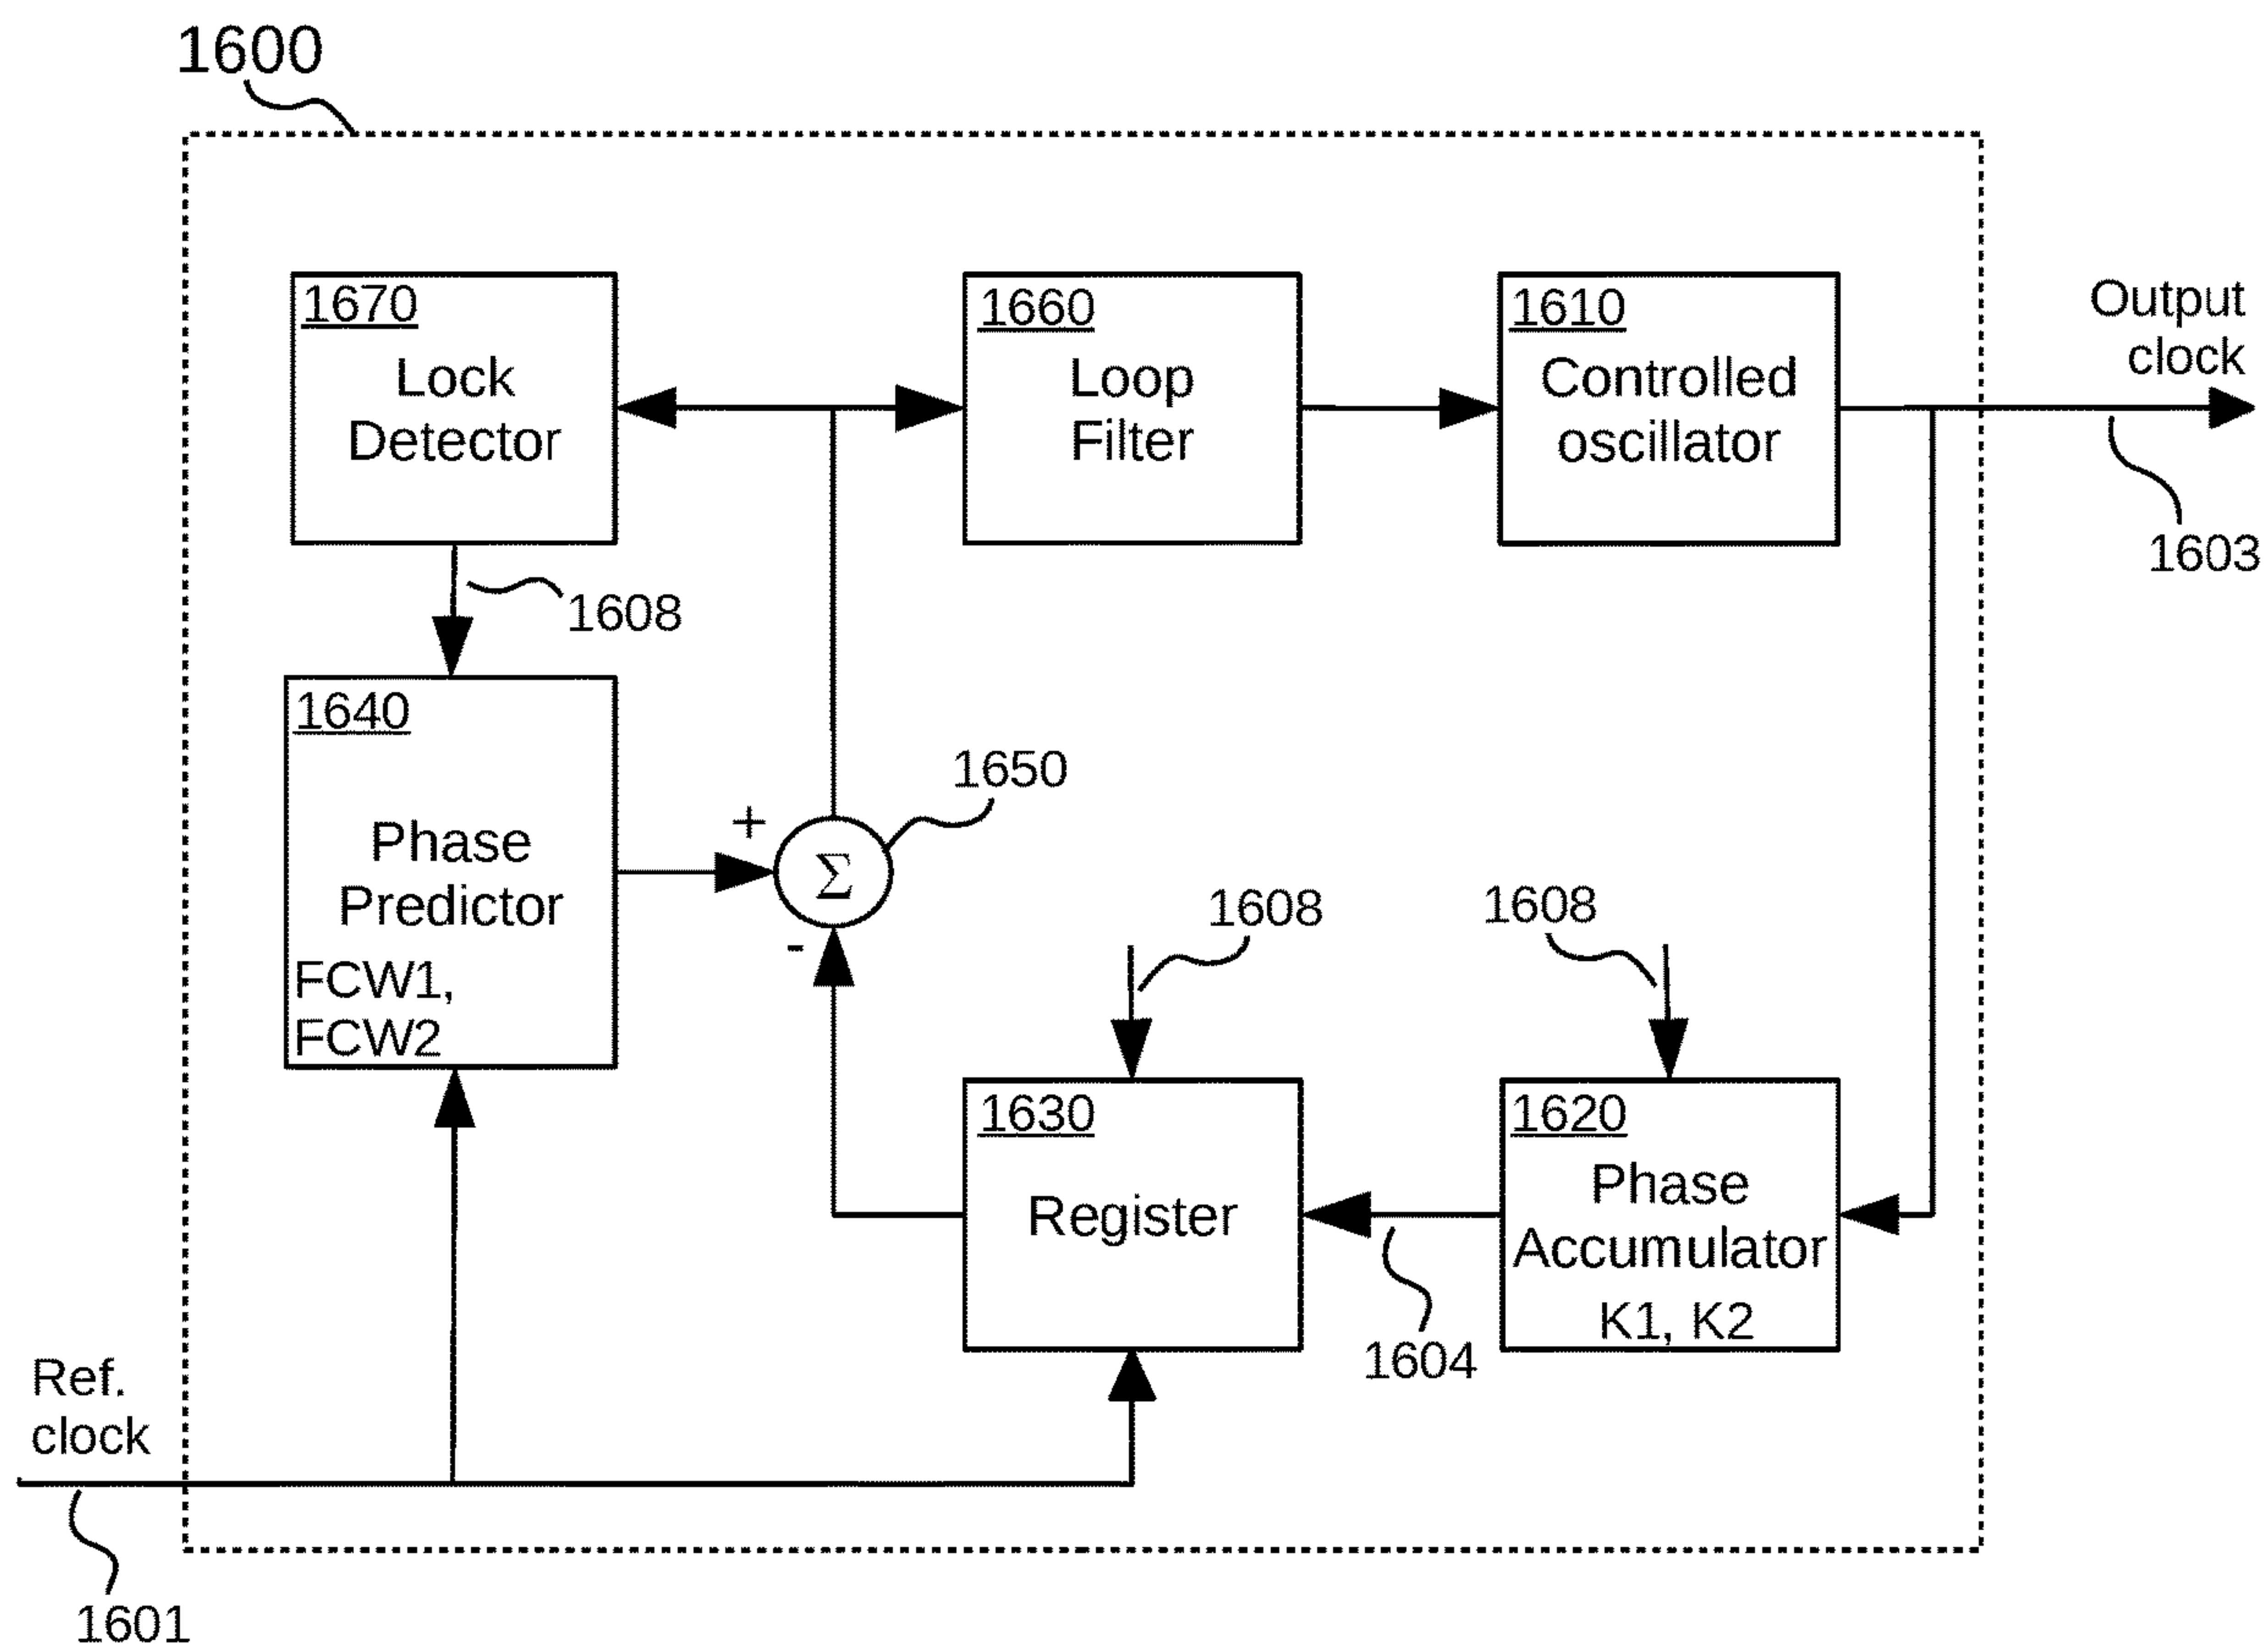 1600
1670
Lock
Detector
1660
Loop
Filter
1610
Controlled
oscillator
Output
clock
1603
1608
1640
Phase
Predictor
FCW1,
FCW2
+
Σ
-
1650
1608
1608
1630
Register
1620
Phase
Accumulator
K1, K2
1604
Ref.
clock
1601